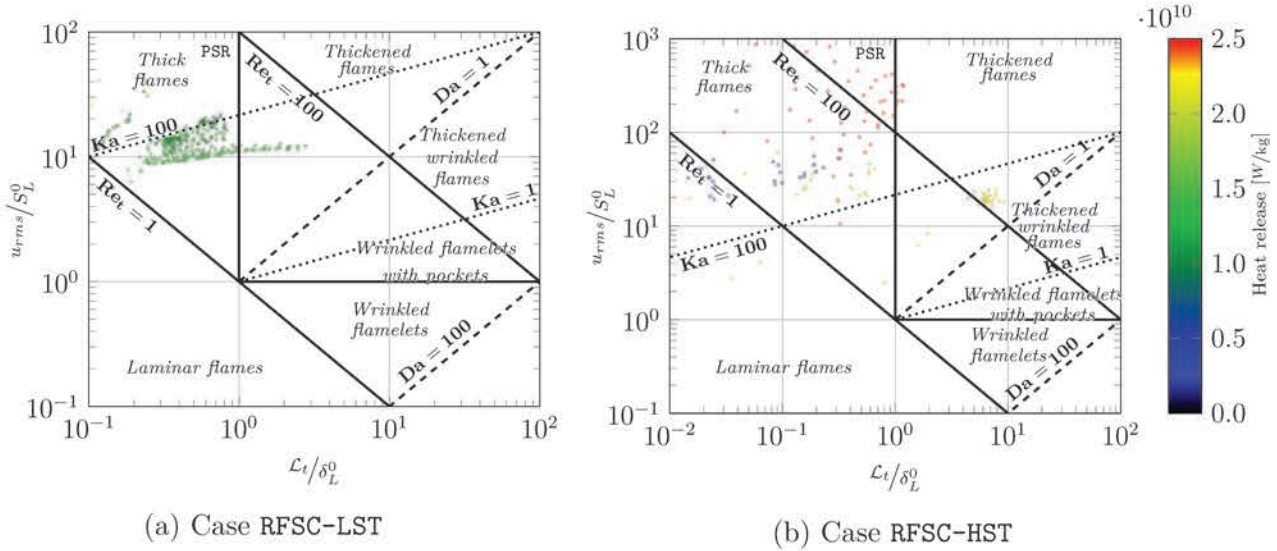 10^2
10^1
10^0
10^-1
u_rms/S_L^0
10^-1
10^0
10^1
10^2
ℒ_t/δ_L^0
Thick
flames
PSR
Thickened
flames
Re_t = 100
Da = 1
Ka = 100
Thickened
wrinkled
flames
Re_t = 1
Ka = 1
Wrinkled flamelets
with pockets
Wrinkled
flamelets
Da = 100
Laminar flames
(a) Case RFSC-LST
10^3
10^2
10^1
10^0
10^-1
u_rms/S_L^0
10^-2
10^-1
10^0
10^1
10^2
ℒ_t/δ_L^0
Thick
flames
PSR
Thickened
flames
Re_t = 100
Re_t = 1
Da = 1
Ka = 100
Thickened
wrinkled
flames
Ka = 1
Wrinkled flamelets
with pockets
Wrinkled
flamelets
Da = 100
Laminar flames
(b) Case RFSC-HST
·10^10
2.5
2.0
1.5
1.0
0.5
0.0
Heat release [W/kg]